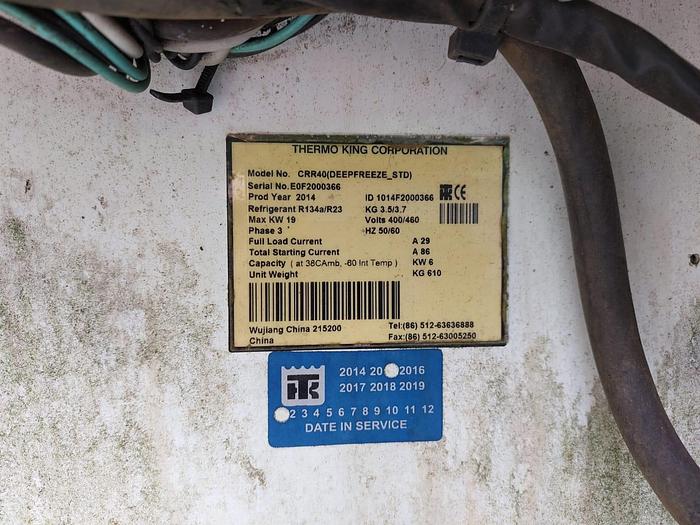 THERMO KING CORPORATION
Model No. CRR40(DEEPFREEZE_STD)
Serial No.E0F2000366
Prod Year 2014 ID 1014F2000366 CE
Refrigerant R134a/R23 KG 3.5/3.7
Max KW 19 Volts 400/460
Phase 3 HZ 50/60
Full Load Current A 29
Total Starting Current A 86
Capacity ( at 38CAmb, -60 Int Temp ) KW 6
Unit Weight KG 610
Wujiang China 215200 Tel:(86) 512-63636888
China Fax:(86) 512-63005250
2014 2016
2017 2018 2019
2 3 4 5 6 7 8 9 10 11 12
DATE IN SERVICE